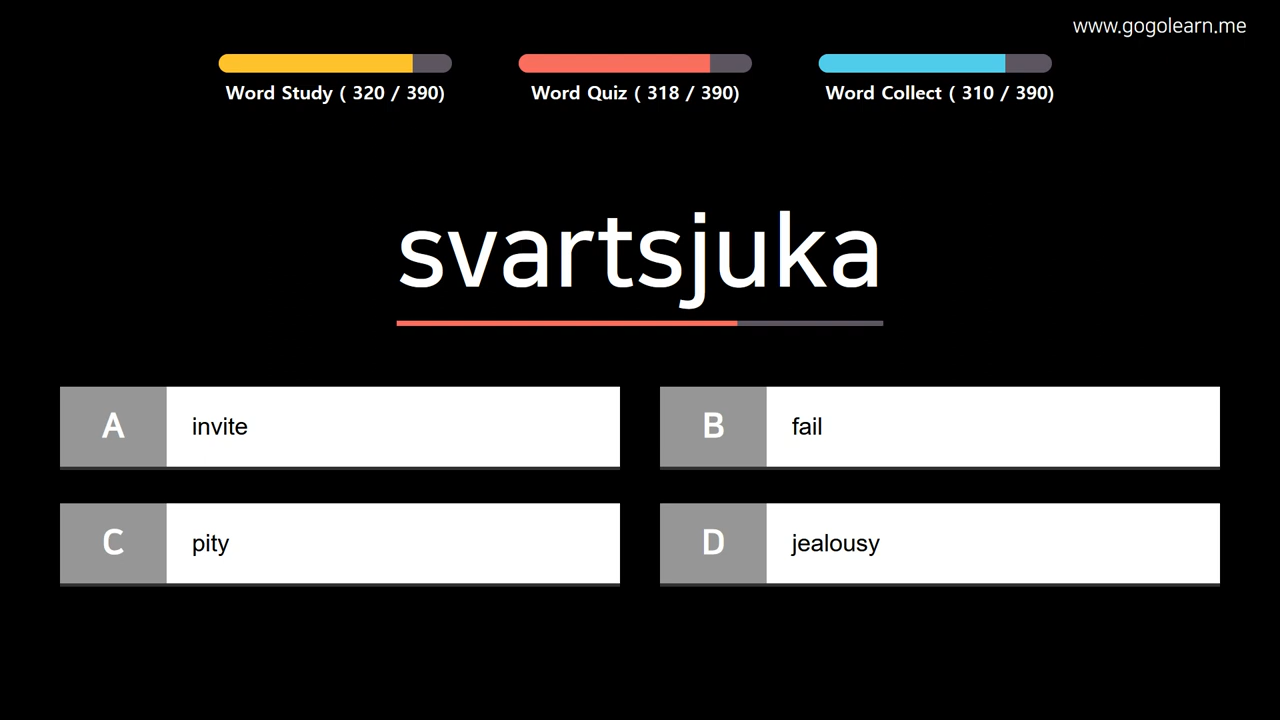 www.gogolearn.me
Word Study ( 320 / 390)
Word Quiz ( 318 / 390)
Word Collect ( 310 / 390)
svartsjuka
A invite
B fail
C pity
D jealousy